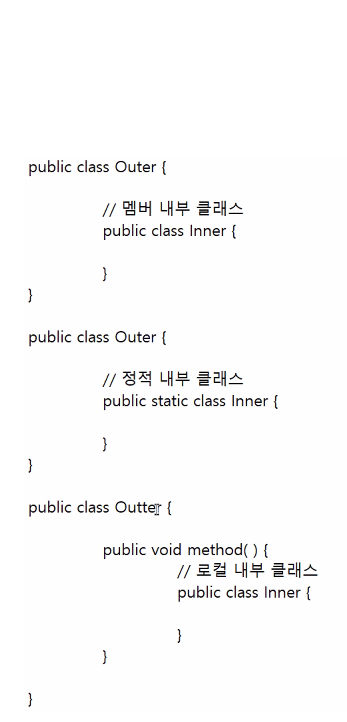 public class Outer {
// 멤버 내부 클래스
public class Inner {
}
}
public class Outer {
// 정적 내부 클래스
public static class Inner {
}
}
public class Outter {
public void method( ) {
// 로컬 내부 클래스
public class Inner {
}
}
}